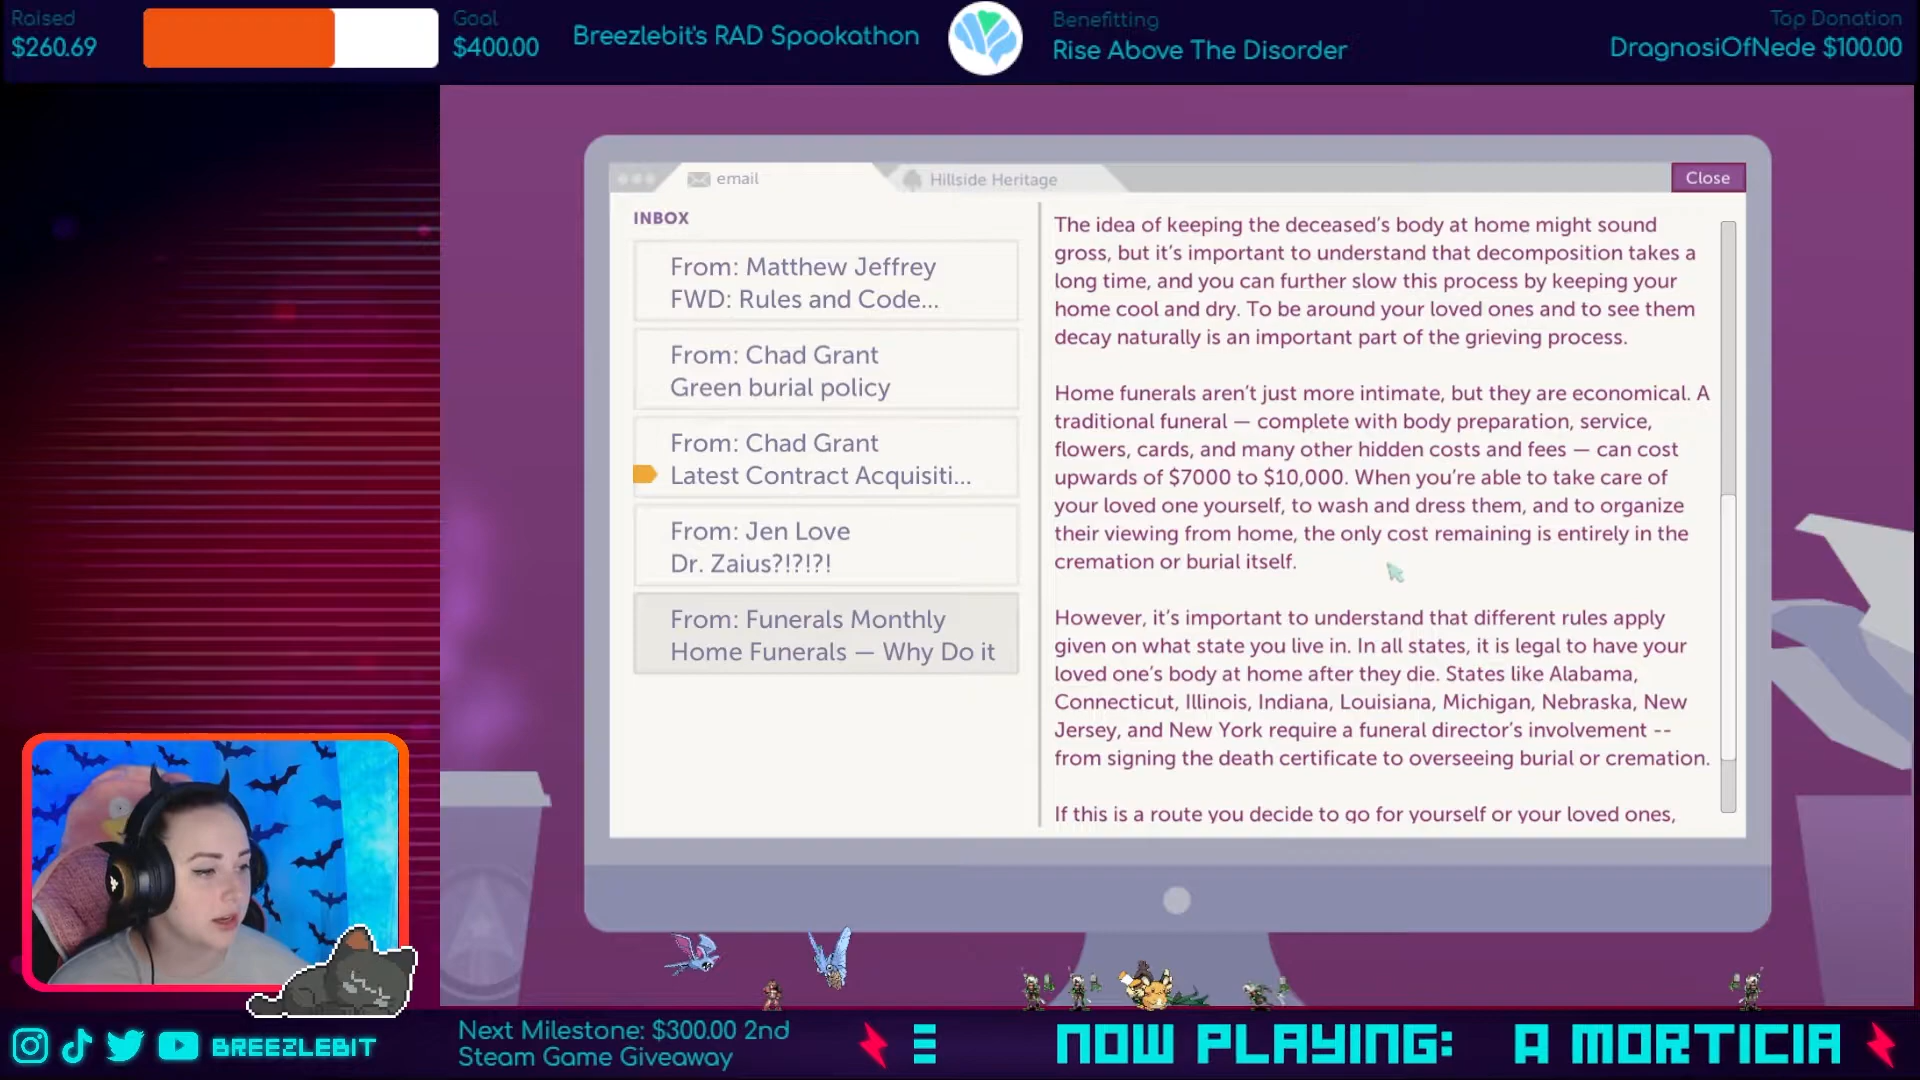 Raised
$260.69
Goal
$400.00
Breezlebit's RAD Spookathon
Benefitting
Rise Above The Disorder
Top Donation
DragnosiOfNede $100.00
email
Hillside Heritage
Close
INBOX
From: Matthew Jeffrey
FWD: Rules and Code...
From: Chad Grant
Green burial policy
From: Chad Grant
Latest Contract Acquisiti...
From: Jen Love
Dr. Zaius?!?!?!
From: Funerals Monthly
Home Funerals — Why Do it
The idea of keeping the deceased's body at home might sound
gross, but it's important to understand that decomposition takes a
long time, and you can further slow this process by keeping your
home cool and dry. To be around your loved ones and to see them
decay naturally is an important part of the grieving process.
Home funerals aren't just more intimate, but they are economical. A
traditional funeral — complete with body preparation, service,
flowers, cards, and many other hidden costs and fees — can cost
upwards of $7000 to $10,000. When you're able to take care of
your loved one yourself, to wash and dress them, and to organize
their viewing from home, the only cost remaining is entirely in the
cremation or burial itself.
However, it's important to understand that different rules apply
given on what state you live in. In all states, it is legal to have your
loved one's body at home after they die. States like Alabama,
Connecticut, Illinois, Indiana, Louisiana, Michigan, Nebraska, New
Jersey, and New York require a funeral director's involvement --
from signing the death certificate to overseeing burial or cremation.
If this is a route you decide to go for yourself or your loved ones,
BREEZLEBIT
Next Milestone: $300.00 2nd
Steam Game Giveaway
NOW PLAYING: A MORTICIA